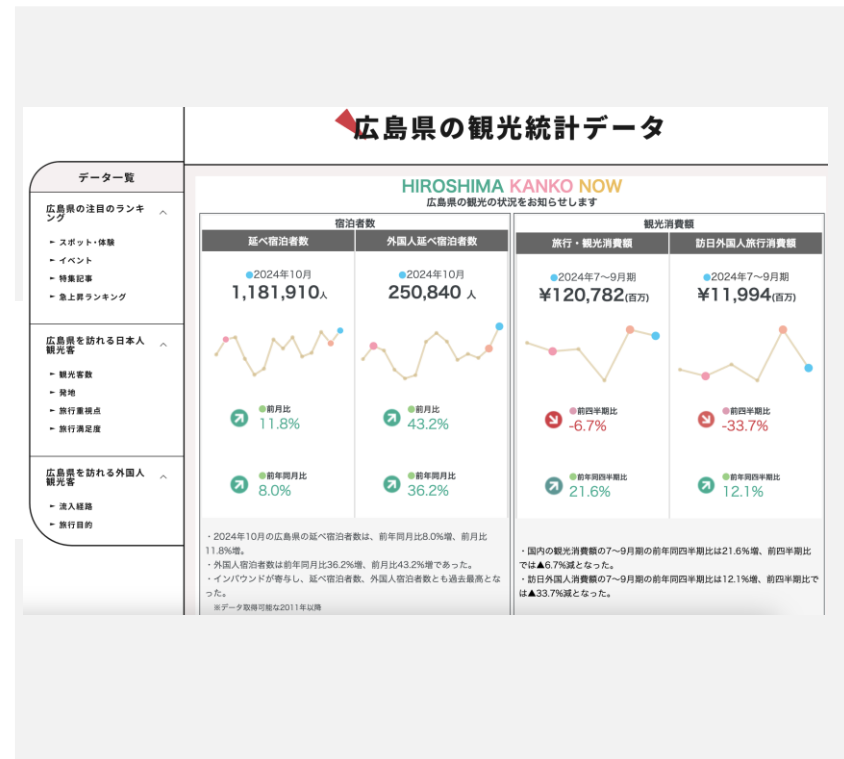 広島県の観光統計データ
データ一覧
広島県の注目のランキ
ング
スポット・体験
イベント
特集記事
急上昇ランキング
広島県を訪れる日本人
観光客
観光客数
発地
旅行重視点
旅行満足度
広島県を訪れる外国人
観光客
流入経路
旅行目的
HIROSHIMA KANKO NOW
広島県の観光の状況をお知らせします
宿泊者数
延べ宿泊者数 外国人延べ宿泊者数
2024年10月 2024年10月
1,181,910人 250,840 人
前月比 前月比
11.8% 43.2%
前年同月比 前年同月比
8.0% 36.2%
・2024年10月の広島県の延べ宿泊者数は、前年同月比8.0%増、前月比
11.8%増。
・外国人宿泊者数は前年同月比36.2%増、前月比43.2%増であった。
・インバウンドが寄与し、延べ宿泊者数、外国人宿泊者数とも過去最高とな
った。
※データ取得可能な2011年以降
観光消費額
旅行・観光消費額 訪日外国人旅行消費額
2024年7〜9月期 2024年7〜9月期
¥120,782(百万) ¥11,994(百万)
前四半期比 前四半期比
-6.7% -33.7%
前年同四半期比 前年同四半期比
21.6% 12.1%
・国内の観光消費額の7〜9月期の前年同四半期比は21.6%増、前四半期比
では▲6.7%減となった。
・訪日外国人消費額の7〜9月期の前年同四半期比は12.1%増、前四半期比で
は▲33.7%減となった。